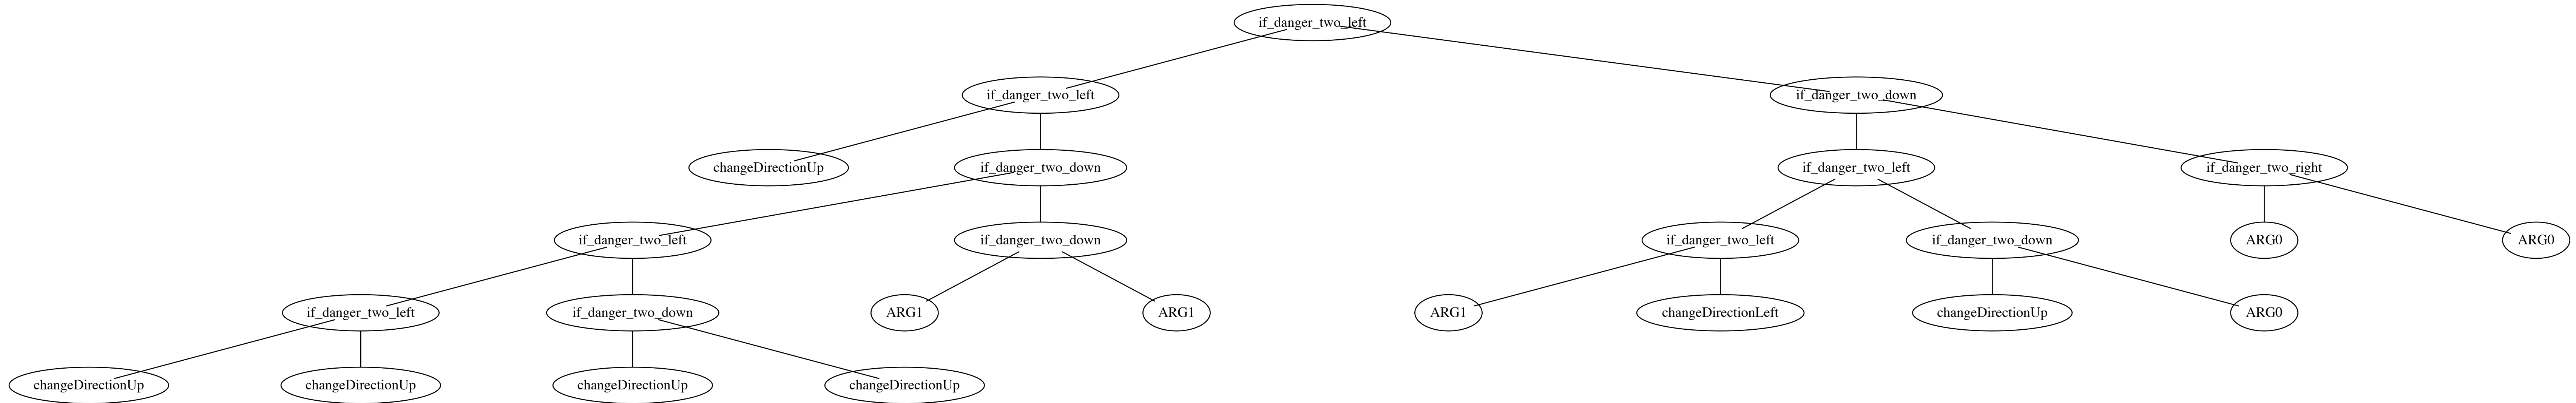 if_danger_two_left
if_danger_two_left
if_danger_two_down
changeDirectionUp
if_danger_two_down
if_danger_two_left
if_danger_two_right
if_danger_two_left
if_danger_two_down
if_danger_two_left
if_danger_two_down
ARG0
ARG0
if_danger_two_left
if_danger_two_down
ARG1
ARG1
ARG1
changeDirectionLeft
changeDirectionUp
ARG0
changeDirectionUp
changeDirectionUp
changeDirectionUp
changeDirectionUp